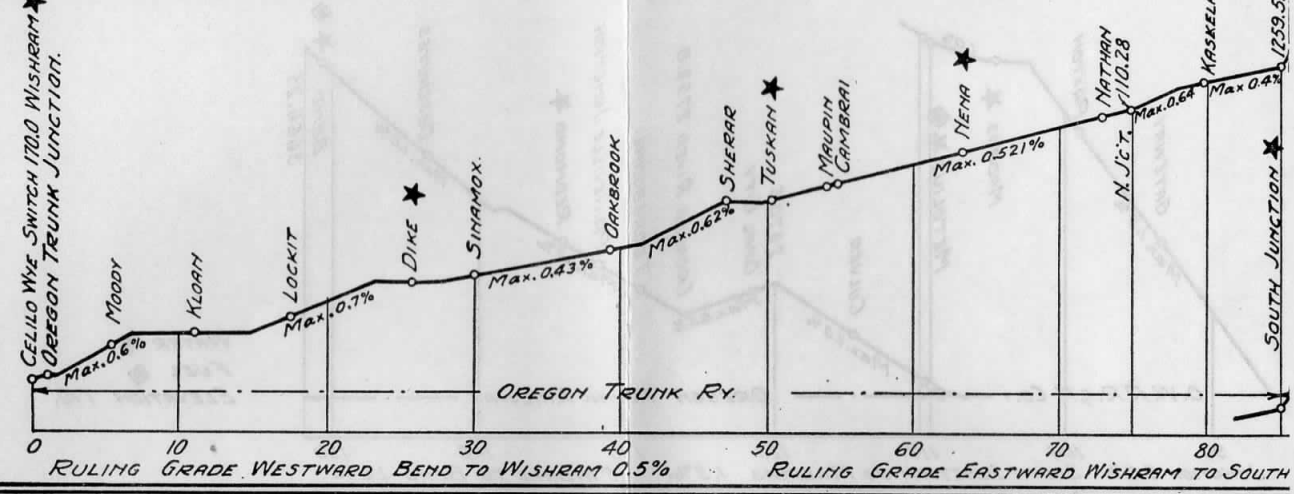 CELILO WYE SWITCH 170.0 WISHRAM
OREGON TRUNK JUNCTION.
MOODY
KLOAN
LOCKIT
DIKE
SINAMOX.
OAKBROOK
SHERAR
TUSKAN
MAUPIN
CAMBRAI
NENA
NATHAN
N. JCT. 1110.28
KASKEL
1259.5
SOUTH JUNCTION
Max. 0.6%
Max. 0.7%
Max. 0.43%
Max. 0.62%
Max. 0.521%
Max. 0.64
Max 0.4%
OREGON TRUNK RY.
0 10 20 30 40 50 60 70 80
RULING GRADE WESTWARD BEND TO WISHRAM 0.5% RULING GRADE EASTWARD WISHRAM TO SOUTH